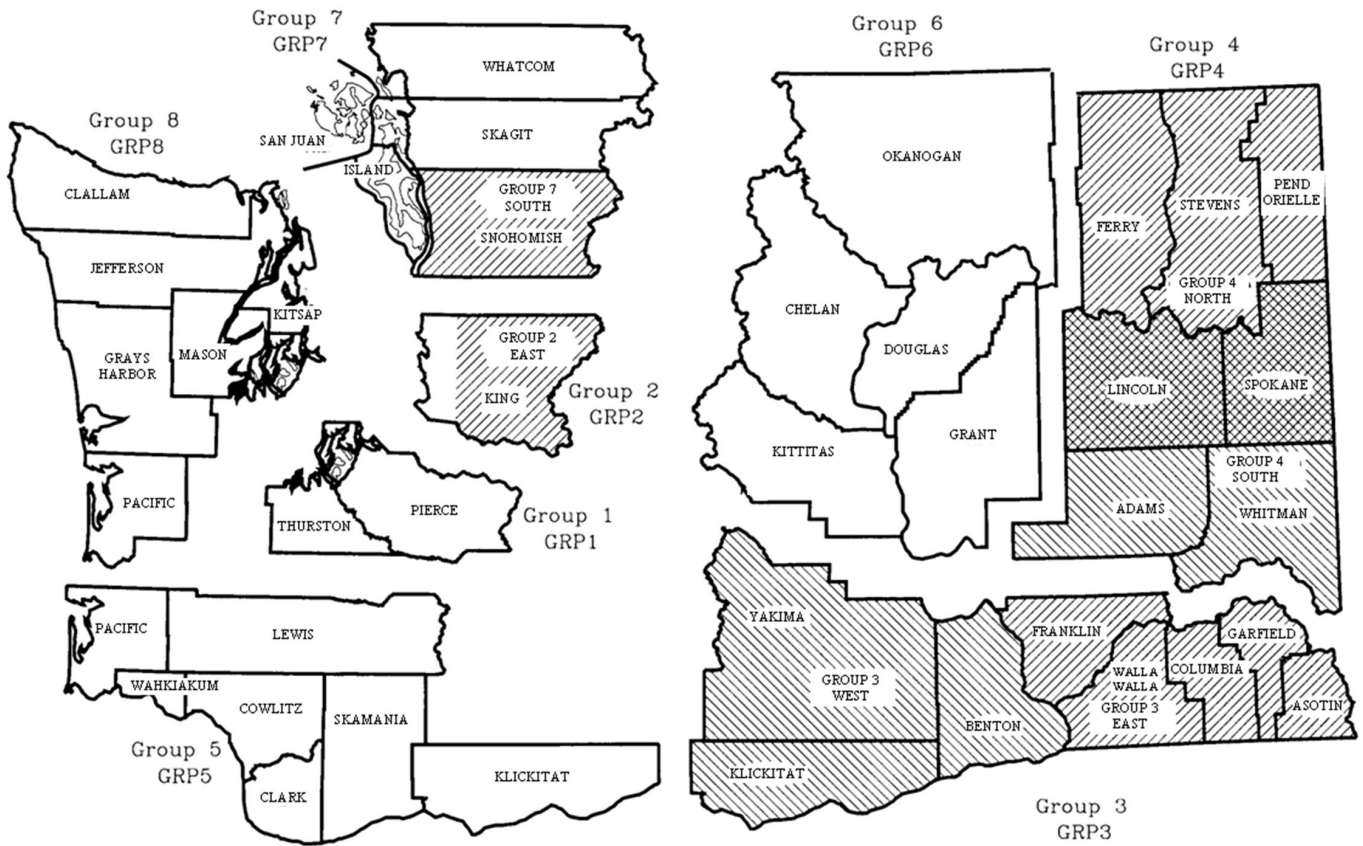 Group 7
GRP7
WHATCOM
SAN JUAN
SKAGIT
ISLAND
GROUP 7
SOUTH
SNOHOMISH
Group 8
GRP8
CLALLAM
JEFFERSON
KITSAP
MASON
GRAYS
HARBOR
PACIFIC
GROUP 2
EAST
KING
Group 2
GRP2
THURSTON
PIERCE
Group 1
GRP1
PACIFIC
LEWIS
WAHKIAKUM
COWLITZ
SKAMANIA
Group 5
GRP5
CLARK
KLICKITAT
Group 6
GRP6
OKANOGAN
CHELAN
DOUGLAS
KITTITAS
GRANT
Group 4
GRP4
FERRY
STEVENS
PEND
ORIELLE
GROUP 4
NORTH
LINCOLN
SPOKANE
GROUP 4
SOUTH
ADAMS
WHITMAN
YAKIMA
GROUP 3
WEST
KLICKITAT
BENTON
FRANKLIN
WALLA
WALLA
GROUP 3
EAST
COLUMBIA
GARFIELD
ASOTIN
Group 3
GRP3